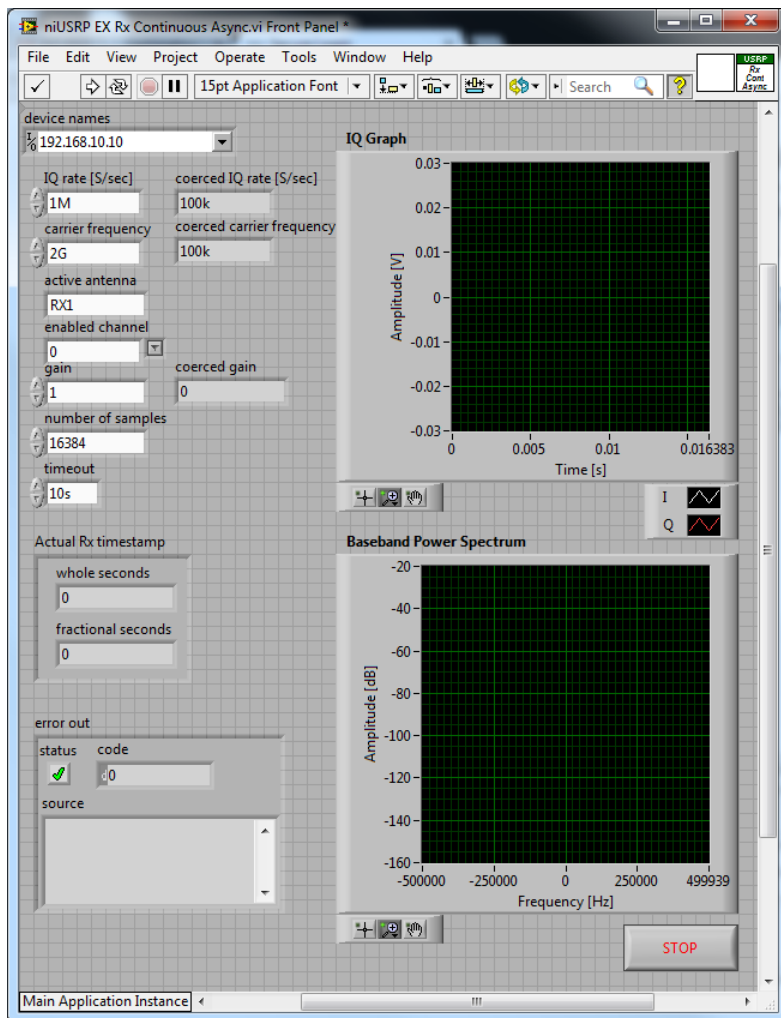 niUSRP EX Rx Continuous Async.vi Front Panel *
File Edit View Project Operate Tools Window Help
15pt Application Font
Search
USRP
Rx
Cont
Async
device names
192.168.10.10
IQ rate [S/sec]
1M
coerced IQ rate [S/sec]
100k
carrier frequency
2G
coerced carrier frequency
100k
active antenna
RX1
enabled channel
0
gain
1
coerced gain
0
number of samples
16384
timeout
10s
Actual Rx timestamp
whole seconds
0
fractional seconds
0
error out
status
code
d0
source
IQ Graph
Amplitude [V]
0.03
0.02
0.01
0
-0.01
-0.02
-0.03
0 0.005 0.01 0.016383
Time [s]
I
Q
Baseband Power Spectrum
Amplitude [dB]
-20
-40
-60
-80
-100
-120
-140
-160
-500000 -250000 0 250000 499939
Frequency [Hz]
STOP
Main Application Instance